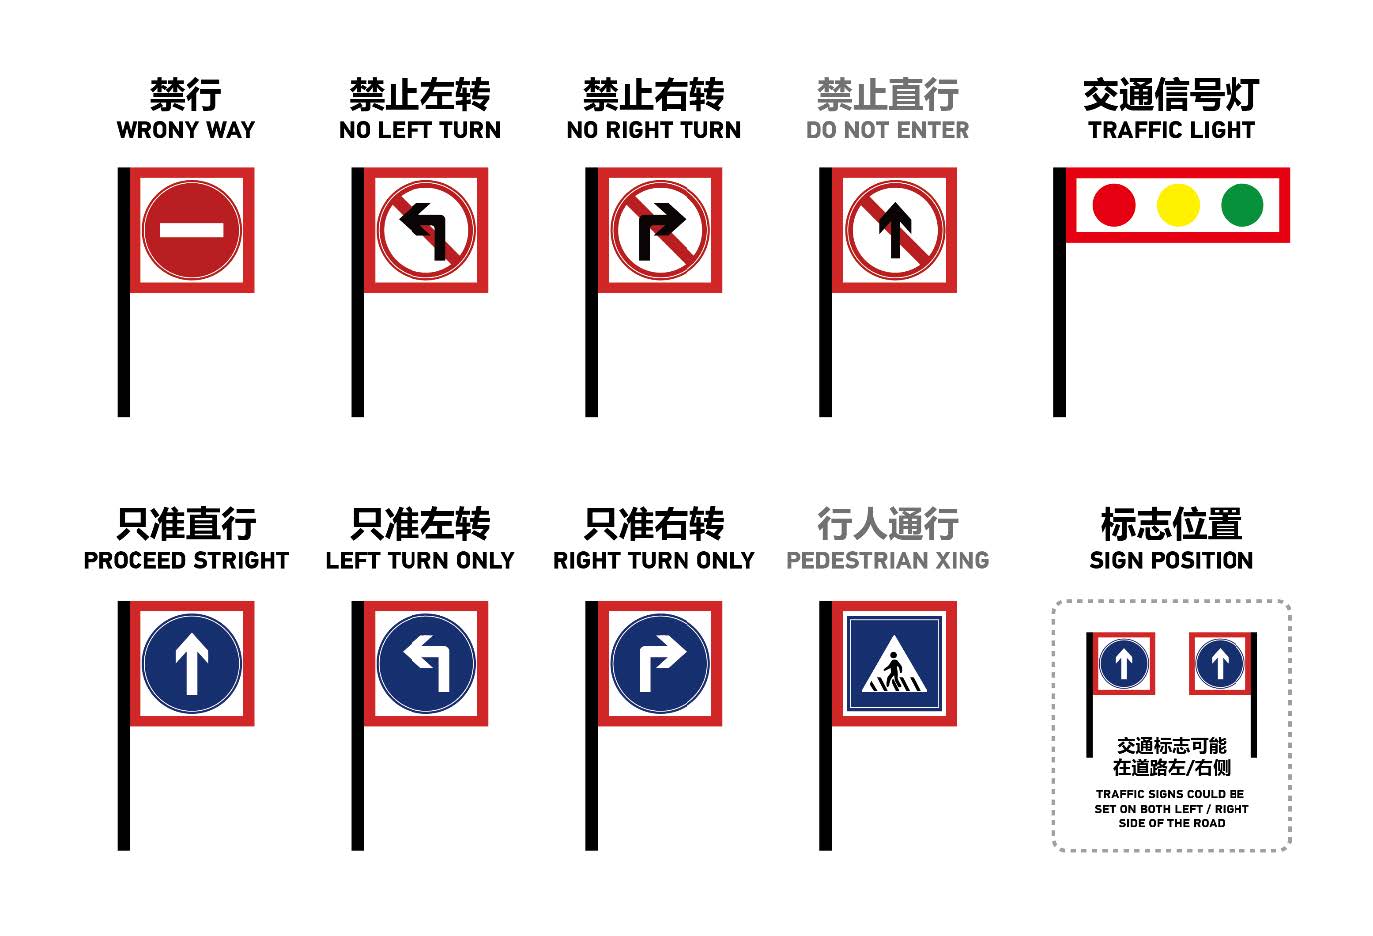 禁行
WRONY WAY
禁止左转
NO LEFT TURN
禁止右转
NO RIGHT TURN
禁止直行
DO NOT ENTER
交通信号灯
TRAFFIC LIGHT
只准直行
PROCEED STRIGHT
只准左转
LEFT TURN ONLY
只准右转
RIGHT TURN ONLY
行人通行
PEDESTRIAN XING
标志位置
SIGN POSITION
交通标志可能
在道路左/右侧
TRAFFIC SIGNS COULD BE
SET ON BOTH LEFT / RIGHT
SIDE OF THE ROAD